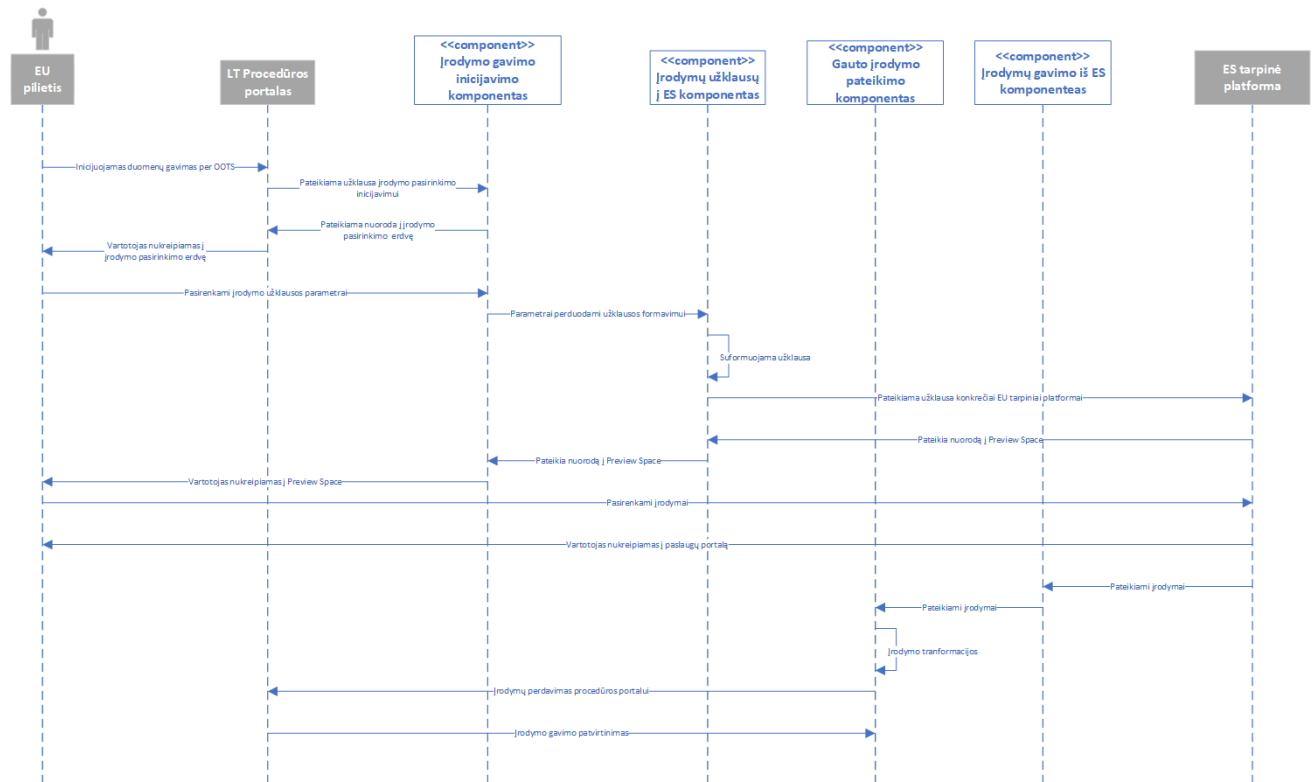 EU
pilietis
LT Procedūros
portalas
<<component>>
Įrodymo gavimo
inicijavimo
komponentas
<<component>>
Įrodymų užklausų
į ES komponentas
<<component>>
Gauto įrodymo
pateikimo
komponentas
<<component>>
Įrodymų gavimo iš ES
komponenteas
ES tarpinė
platforma
Inicijuojamas duomenų gavimas per OOTS
Pateikiama užklausa įrodymo pasirinkimo
inicijavimui
Pateikiama nuoroda į įrodymo
pasirinkimo erdvę
Vartotojas nukreipiamas į
įrodymo pasirinkimo erdvę
Pasirenkami įrodymo užklausos parametrai
Parametrai perduodami užklausos formavimui
Suformuojama užklausa
Pateikiama užklausa konkrečiai EU tarpiniai platformai
Pateikia nuorodą į Preview Space
Pateikia nuorodą į Preview Space
Vartotojas nukreipiamas į Preview Space
Pasirenkami įrodymai
Vartotojas nukreipiamas į paslaugų portalą
Pateikiami įrodymai
Pateikiami įrodymai
Įrodymo tranformacijos
Įrodymų perdavimas procedūros portalui
Įrodymo gavimo patvirtinimas